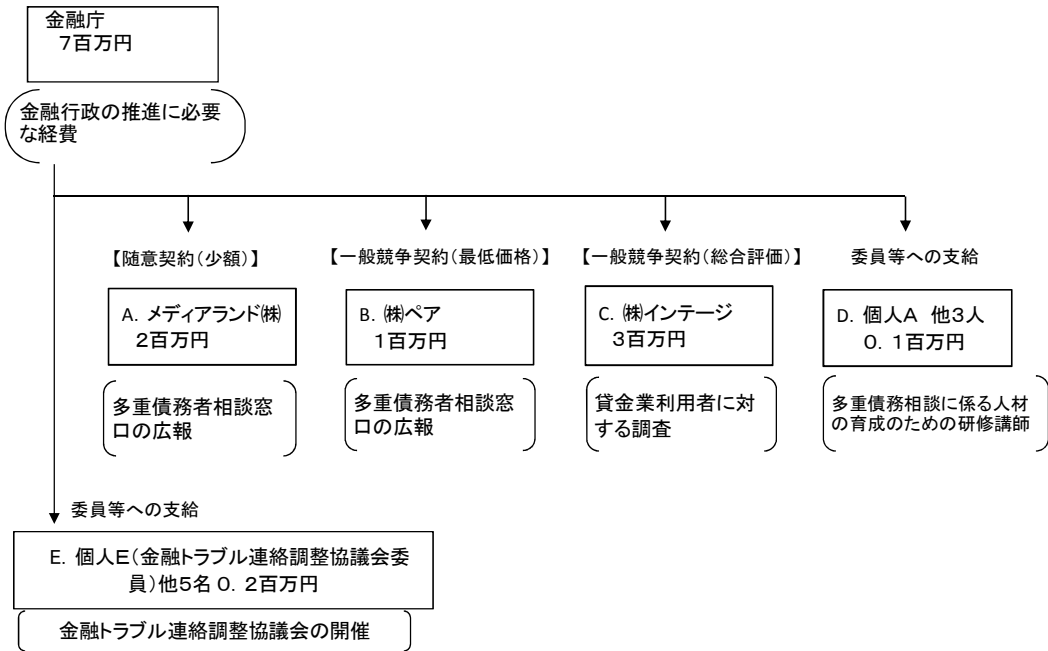 金融庁
7百万円
金融行政の推進に必要
な経費
【随意契約(少額)】
【一般競争契約(最低価格)】
【一般競争契約(総合評価)】
委員等への支給
A. メディアランド㈱
2百万円
B. ㈱ペア
1百万円
C. ㈱インテージ
3百万円
D. 個人A 他3人
0. 1百万円
多重債務者相談窓
口の広報
多重債務者相談窓
口の広報
貸金業利用者に対
する調査
多重債務相談に係る人材
の育成のための研修講師
委員等への支給
E. 個人E(金融トラブル連絡調整協議会委
員)他5名 0. 2百万円
金融トラブル連絡調整協議会の開催